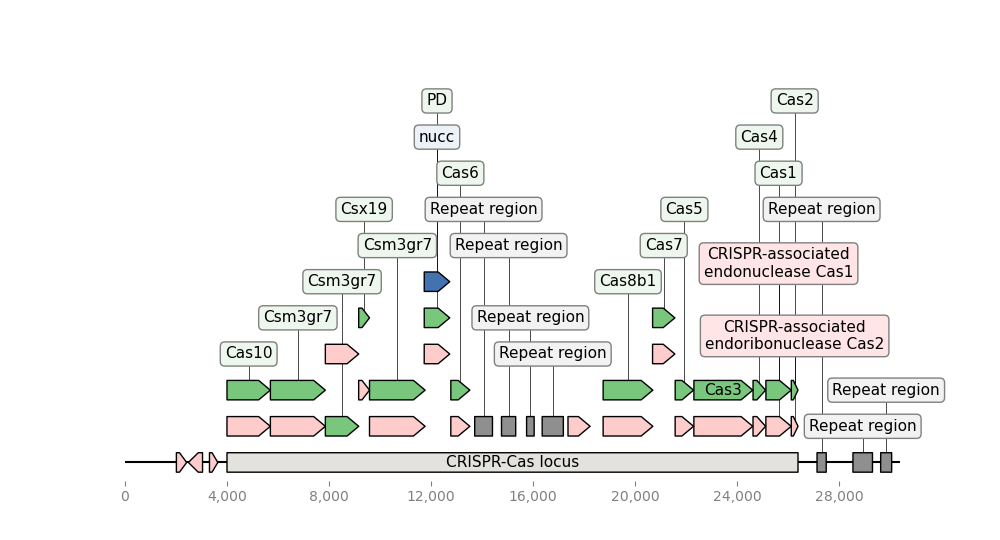 PD
Cas2
nucc
Cas4
Cas6
Cas1
Csx19
Repeat region
Cas5
Repeat region
Csm3gr7
Repeat region
Cas7
CRISPR-associated
endonuclease Cas1
Csm3gr7
Cas8b1
Csm3gr7
Repeat region
CRISPR-associated
endoribonuclease Cas2
Cas10
Repeat region
Cas3
Repeat region
Repeat region
CRISPR-Cas locus
0
4,000
8,000
12,000
16,000
20,000
24,000
28,000